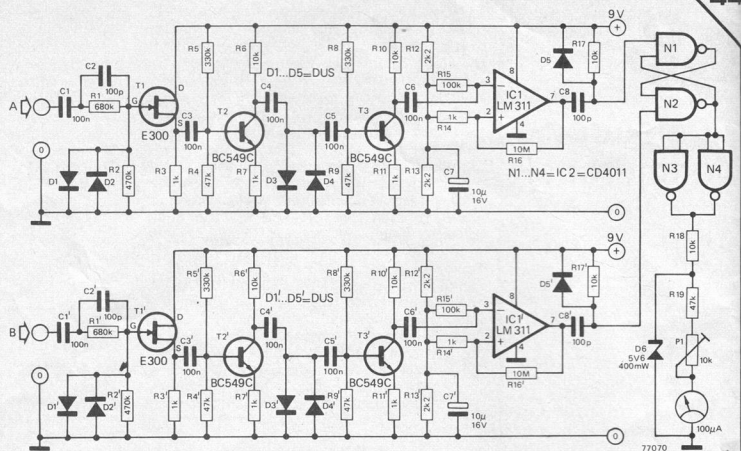 9V
R5
330k
R6
10k
R8
330k
R10
10k
R12
2k2
R17
10k
D5
N1
C2
100p
T1
D1...D5=DUS
C1
100n
R1
680k
A
G
D
S
E300
C3
100n
T2
BC549C
C4
100n
C5
100n
T3
BC549C
C6
100n
R15
100k
R14
1k
8
3
2
7
4
IC1
LM 311
C8
100p
N2
R16
10M
N3
N4
N1...N4=IC2=CD4011
0
D1
D2
R2
470k
R3
1k
R4
47k
R7
1k
D3
D4
R9
47k
R11
1k
R13
2k2
C7
10µ
16V
0
R18
10k
9V
R5'
330k
R6'
10k
R8'
330k
R10'
10k
R12'
2k2
R17'
10k
D5'
C2'
100p
T1'
D1'...D5'=DUS
C1'
100n
R1'
680k
B
G
D
S
E300
C3'
100n
T2'
BC549C
C4'
100n
C5'
100n
T3'
BC549C
C6'
100n
R15'
100k
R14'
1k
8
3
2
7
4
IC1'
LM 311
C8'
100p
R16'
10M
R19
47k
D6
5V6
400mW
P1
10k
0
D1'
D2'
R2'
470k
R3'
1k
R4'
47k
R7'
1k
D3'
D4'
R9'
47k
R11'
1k
R13'
2k2
C7'
10µ
16V
0
100µA
77070